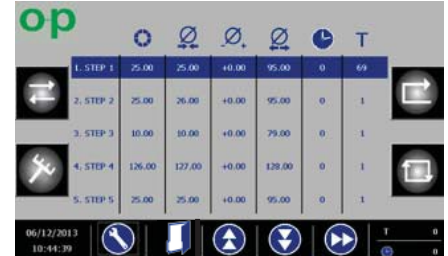 op
T
1. STEP 1 25.00 25.00 +0.00 95.00 0 69
2. STEP 2 25.00 26.00 +0.00 95.00 0 1
3. STEP 3 10.00 10.00 +0.00 79.00 0 1
4. STEP 4 126.00 127.00 +0.00 128.00 0 1
5. STEP 5 25.00 25.00 +0.00 95.00 0 1
06/12/2013 T 0
10:44:39 0